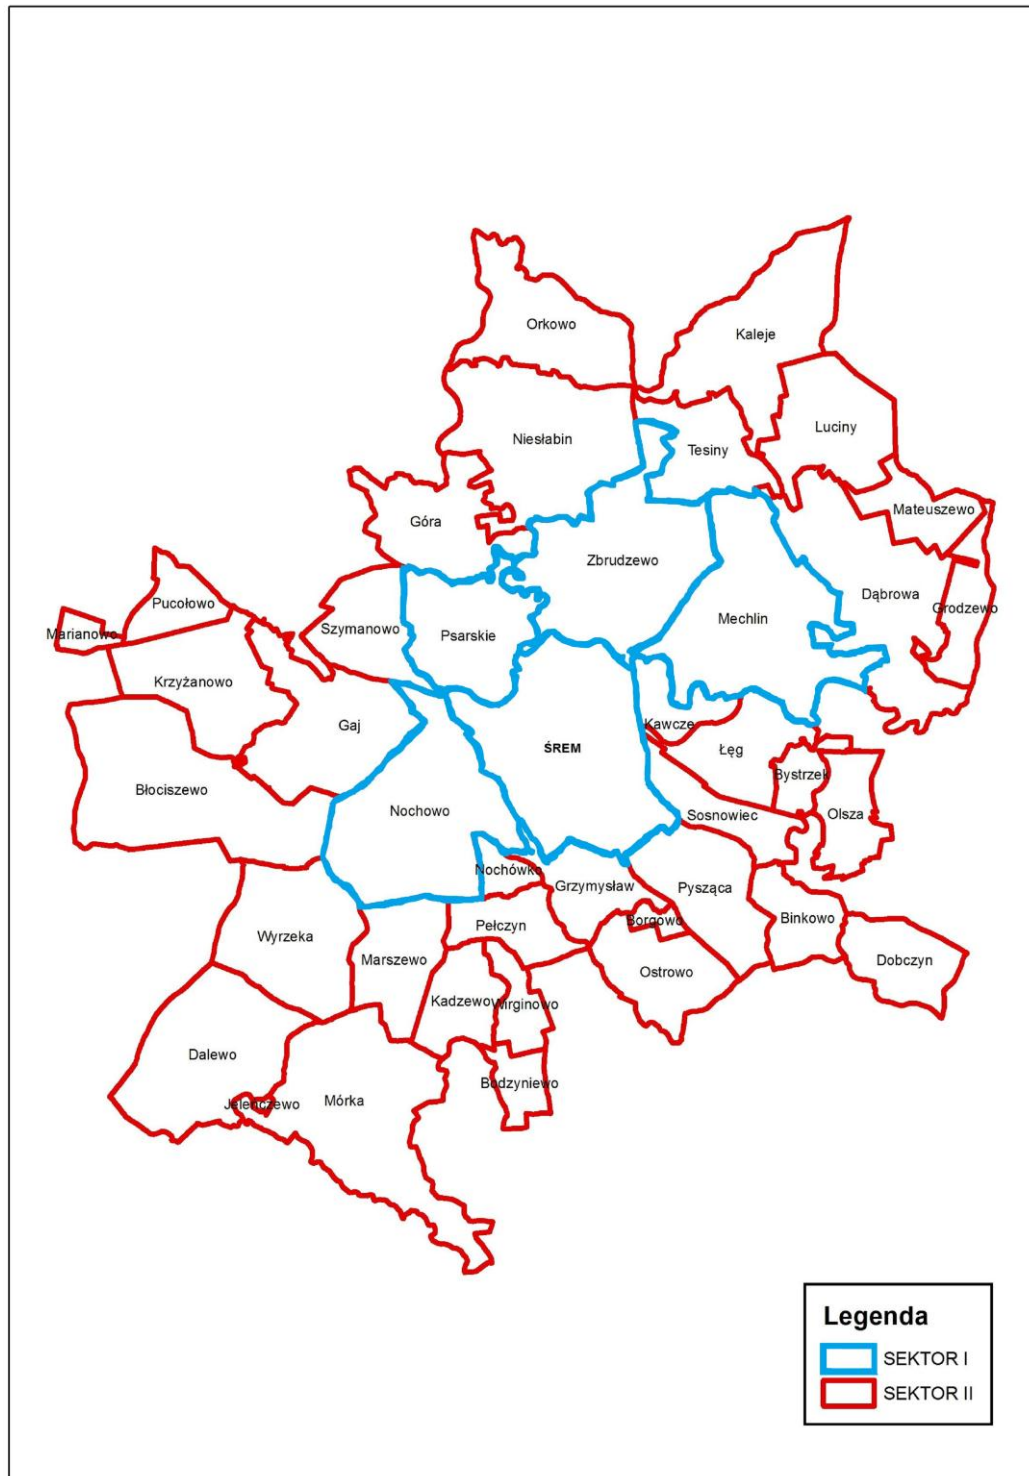 Orkowo
Kaleje
Niesłabin
Luciny
Tesiny
Góra
Mateuszewo
Zbrudzewo
Dąbrowa
Pucołowo
Grodzewo
Mechlin
Marianowo
Szymanowo
Psarskie
Krzyżanowo
Gaj
Kawcze
ŚREM
Łęg
Bystrzek
Błociszewo
Nochowo
Sosnowiec
Olsza
Nochówko
Grzymysław
Pysząca
Borgowo
Binkowo
Pełczyn
Wyrzeka
Marszewo
Dobczyn
Ostrowo
Kadzewo
Wirginowo
Dalewo
Bodzyniewo
Jeleńczewo
Mórka
Legenda
SEKTOR I
SEKTOR II